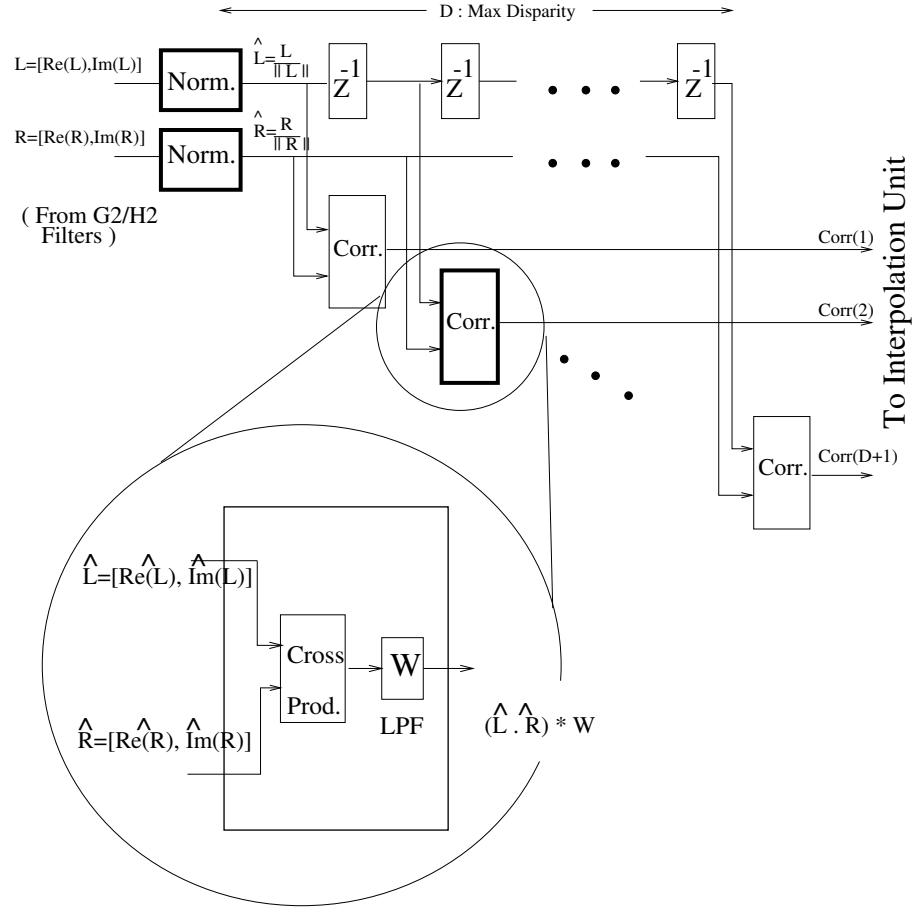 D : Max Disparity
L=[Re(L),Im(L)]
Norm.
^
L=L
|| L ||
Z-1
Z-1
Z-1
R=[Re(R),Im(R)]
Norm.
^
R=R
|| R ||
( From G2/H2
Filters )
Corr.
Corr(1)
Corr.
Corr(2)
Corr.
Corr(D+1)
To Interpolation Unit
^ ^ ^
L=[Re(L), Im(L)]
Cross
Prod.
W
LPF
^ ^ ^
R=[Re(R), Im(R)]
^ ^
(L . R) * W